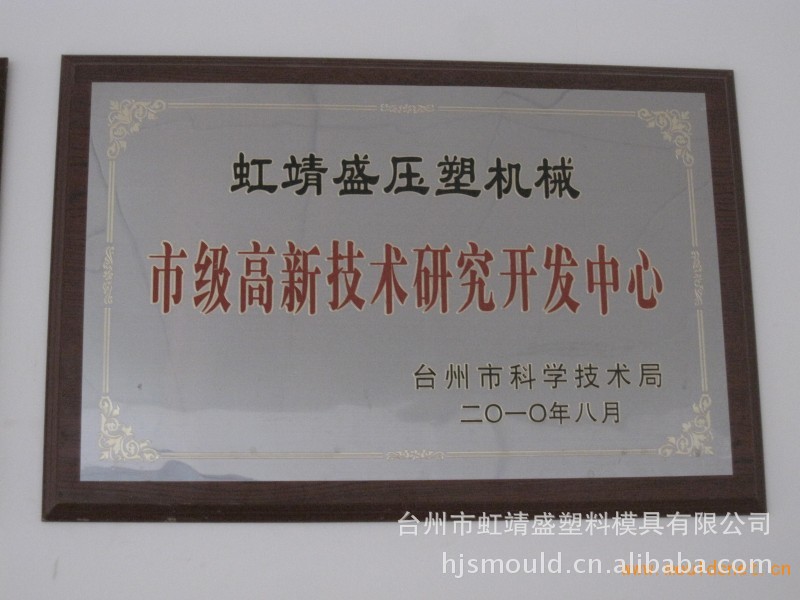 虹靖盛压塑机械
市级高新技术研究开发中心
台州市科学技术局
二〇一〇年八月
台州市虹靖盛塑料模具有限公司
hjsmould.cn.alibaba.com